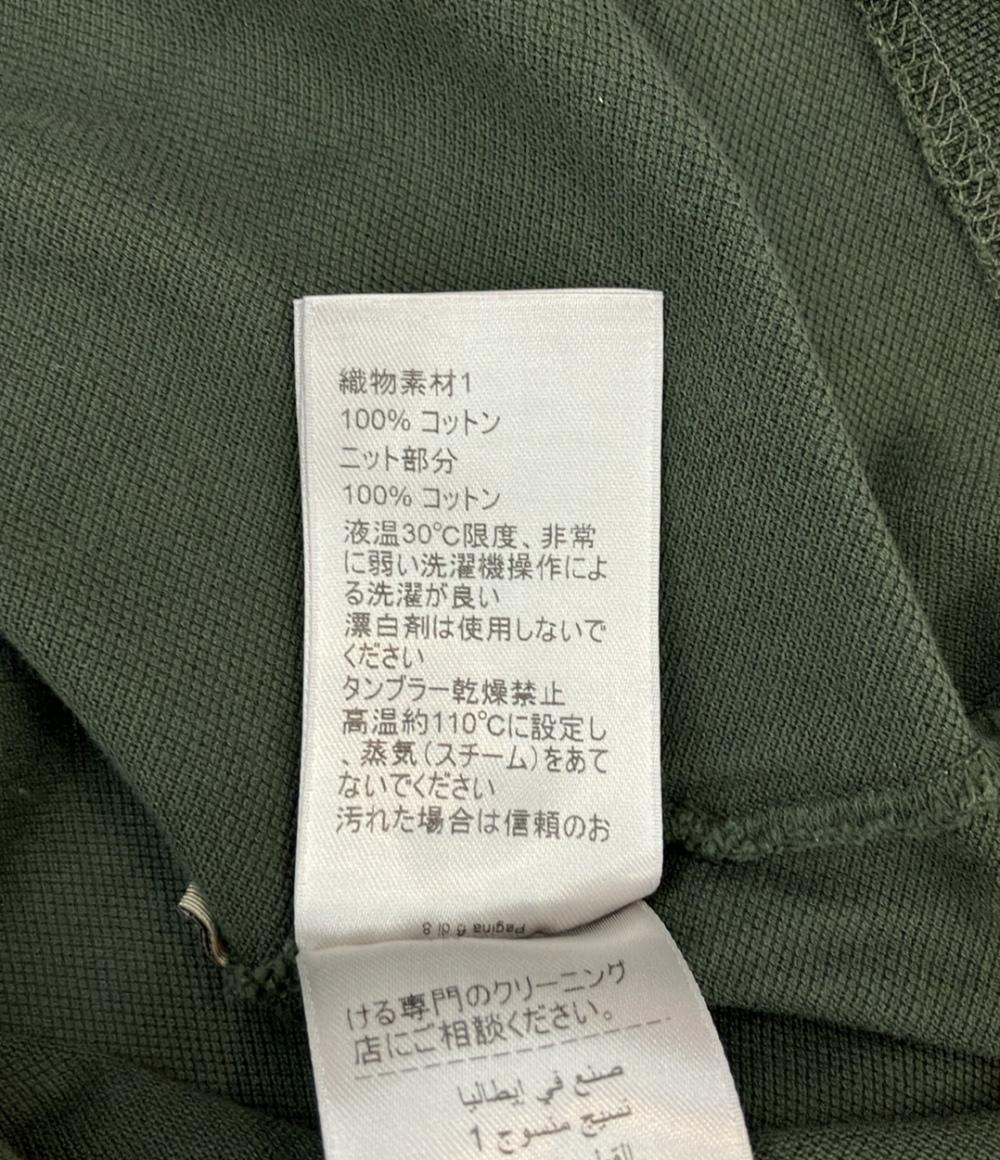 織物素材1
100% コットン
ニット部分
100% コットン
液温30℃限度、非常
に弱い洗濯機操作によ
る洗濯が良い
漂白剤は使用しないで
ください
タンブラー乾燥禁止
高温約110℃に設定し
、蒸気(スチーム)をあて
ないでください
汚れた場合は信頼のお
Pagina 6 di 8
ける専門のクリーニング
店にご相談ください。
صنع في إيطاليا
نسيج منسوج 1